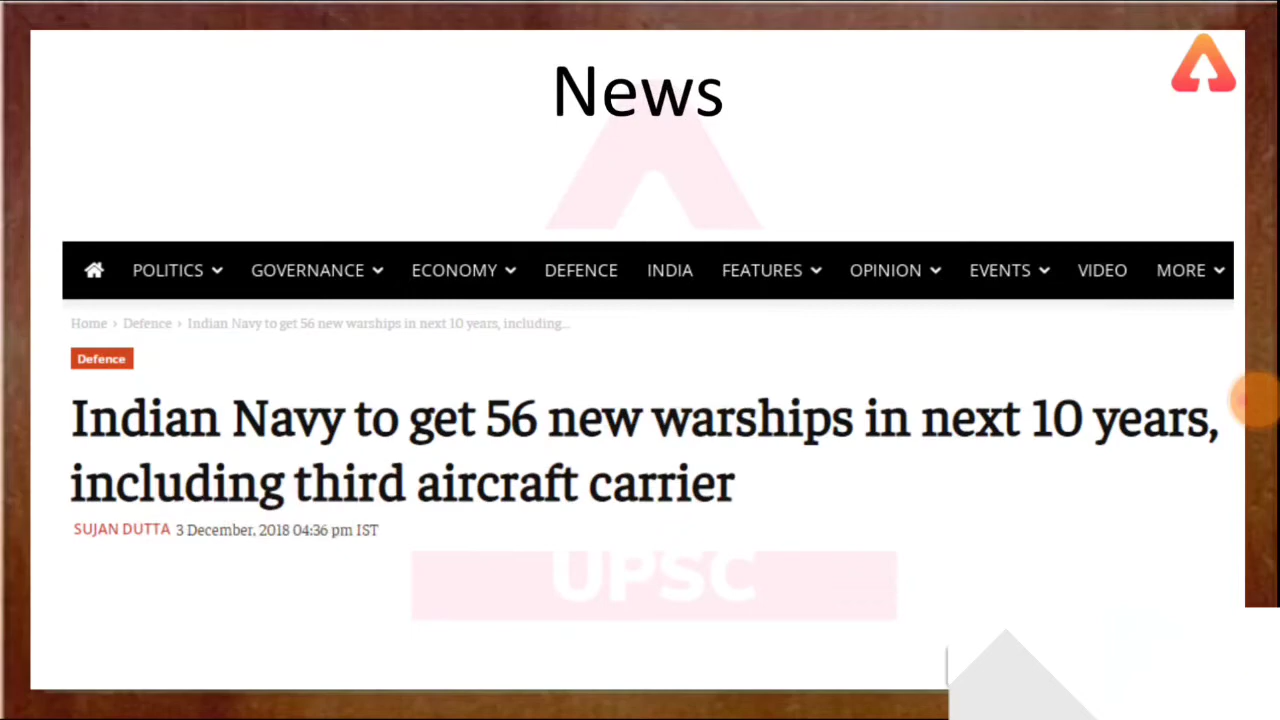 News
POLITICS GOVERNANCE ECONOMY DEFENCE INDIA FEATURES OPINION EVENTS VIDEO MORE
Home › Defence › Indian Navy to get 56 new warships in next 10 years, including...
Defence
Indian Navy to get 56 new warships in next 10 years,
including third aircraft carrier
SUJAN DUTTA 3 December, 2018 04:36 pm IST
UPSC